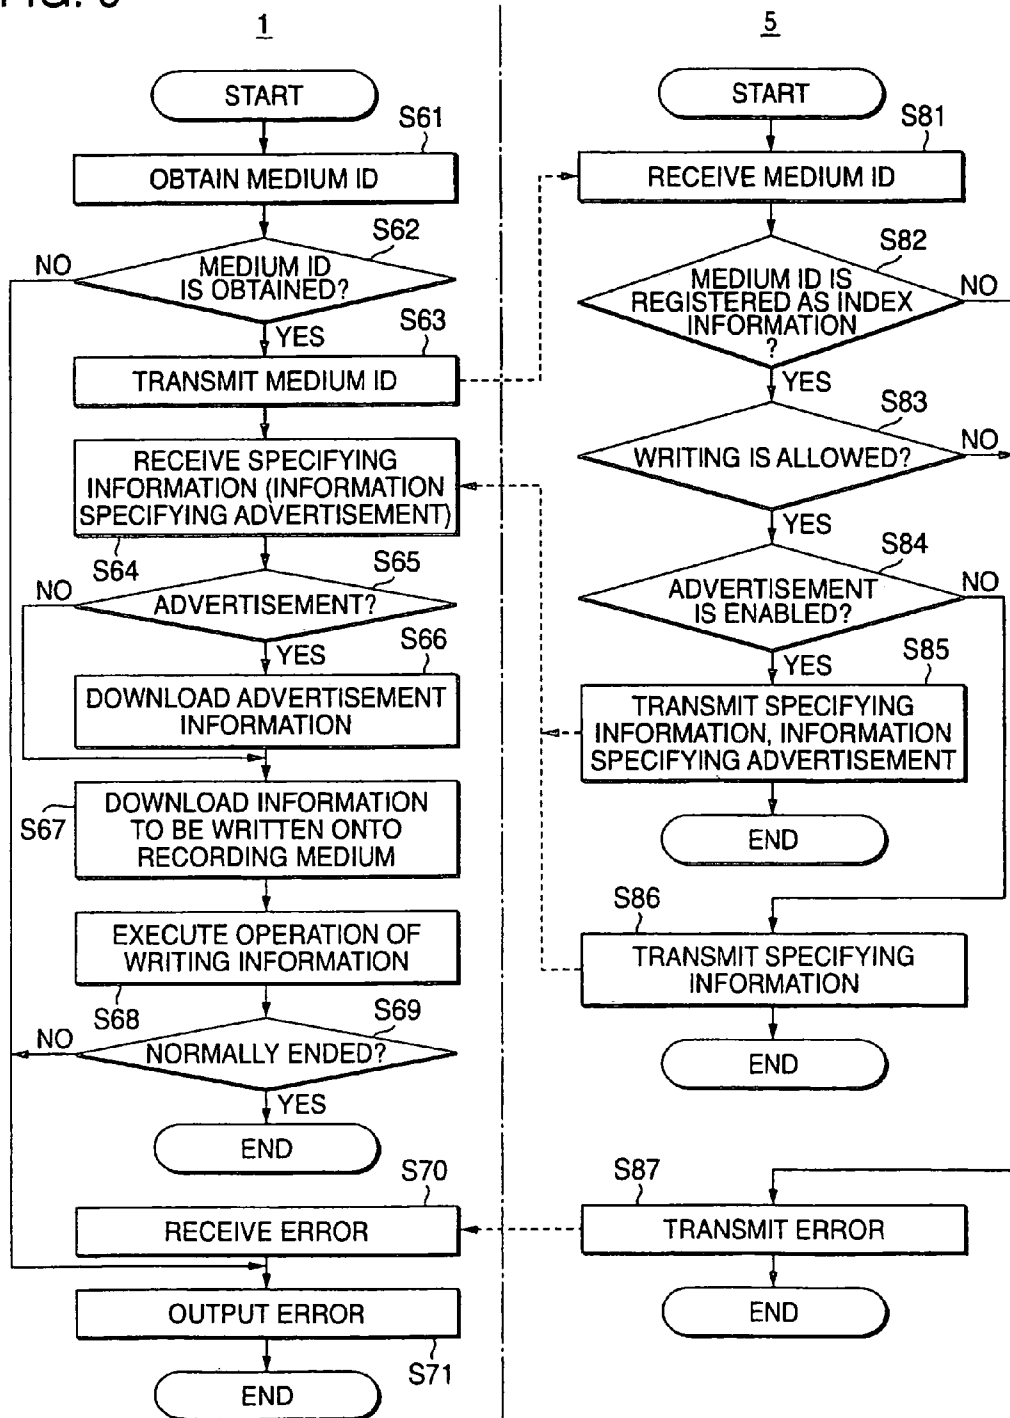 1
START
S61
OBTAIN MEDIUM ID
S62
NO
MEDIUM ID
IS OBTAINED?
YES
S63
TRANSMIT MEDIUM ID
RECEIVE SPECIFYING
INFORMATION (INFORMATION
SPECIFYING ADVERTISEMENT)
S64
S65
NO
ADVERTISEMENT?
YES
S66
DOWNLOAD ADVERTISEMENT
INFORMATION
S67
DOWNLOAD INFORMATION
TO BE WRITTEN ONTO
RECORDING MEDIUM
EXECUTE OPERATION OF
WRITING INFORMATION
S68
S69
NO
NORMALLY ENDED?
YES
END
S70
RECEIVE ERROR
OUTPUT ERROR
S71
END
5
START
S81
RECEIVE MEDIUM ID
S82
MEDIUM ID IS
REGISTERED AS INDEX
INFORMATION
?
NO
YES
S83
WRITING IS ALLOWED?
NO
YES
S84
ADVERTISEMENT
IS ENABLED?
NO
YES
S85
TRANSMIT SPECIFYING
INFORMATION, INFORMATION
SPECIFYING ADVERTISEMENT
END
S86
TRANSMIT SPECIFYING
INFORMATION
END
S87
TRANSMIT ERROR
END